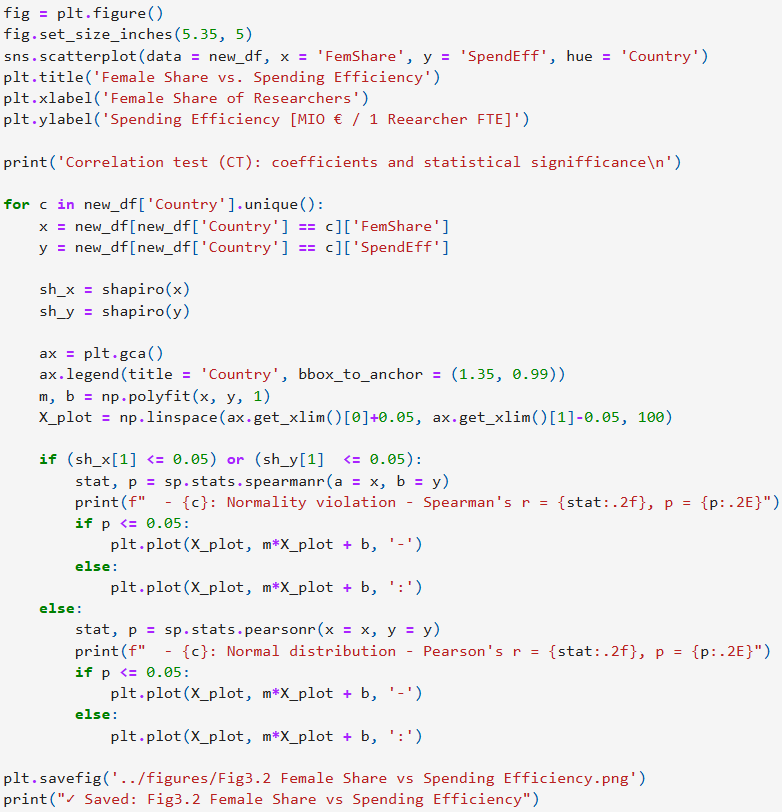 fig = plt.figure()
fig.set_size_inches(5.35, 5)
sns.scatterplot(data = new_df, x = 'FemShare', y = 'SpendEff', hue = 'Country')
plt.title('Female Share vs. Spending Efficiency')
plt.xlabel('Female Share of Researchers')
plt.ylabel('Spending Efficiency [MIO € / 1 Reearcher FTE]')

print('Correlation test (CT): coefficients and statistical signifficance\n')

for c in new_df['Country'].unique():
    x = new_df[new_df['Country'] == c]['FemShare']
    y = new_df[new_df['Country'] == c]['SpendEff']

    sh_x = shapiro(x)
    sh_y = shapiro(y)

    ax = plt.gca()
    ax.legend(title = 'Country', bbox_to_anchor = (1.35, 0.99))
    m, b = np.polyfit(x, y, 1)
    X_plot = np.linspace(ax.get_xlim()[0]+0.05, ax.get_xlim()[1]-0.05, 100)

    if (sh_x[1] <= 0.05) or (sh_y[1]  <= 0.05):
        stat, p = sp.stats.spearmanr(a = x, b = y)
        print(f"  - {c}: Normality violation - Spearman's r = {stat:.2f}, p = {p:.2E}")
        if p <= 0.05:
            plt.plot(X_plot, m*X_plot + b, '-')
        else:
            plt.plot(X_plot, m*X_plot + b, ':')
    else:
        stat, p = sp.stats.pearsonr(x = x, y = y)
        print(f"  - {c}: Normal distribution - Pearson's r = {stat:.2f}, p = {p:.2E}")
        if p <= 0.05:
            plt.plot(X_plot, m*X_plot + b, '-')
        else:
            plt.plot(X_plot, m*X_plot + b, ':')

plt.savefig('../figures/Fig3.2 Female Share vs Spending Efficiency.png')
print("✓ Saved: Fig3.2 Female Share vs Spending Efficiency")